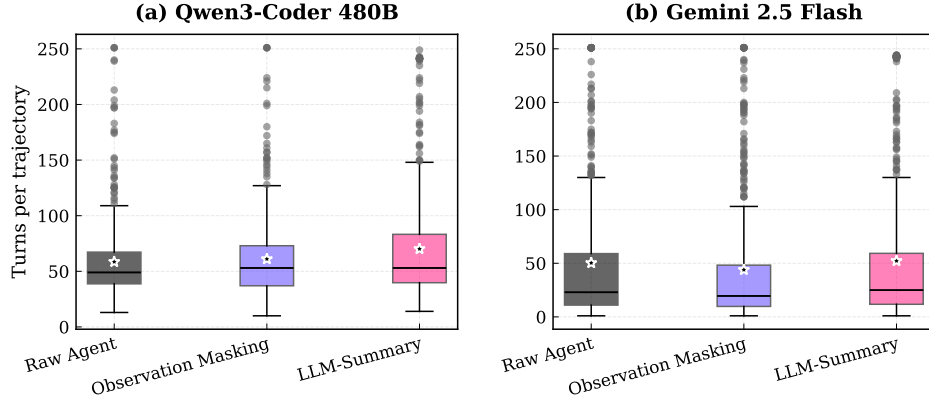 (a) Qwen3-Coder 480B
(b) Gemini 2.5 Flash
Turns per trajectory
250
200
150
100
50
0
Raw Agent
Observation Masking
LLM-Summary
250
200
150
100
50
0
Raw Agent
Observation Masking
LLM-Summary